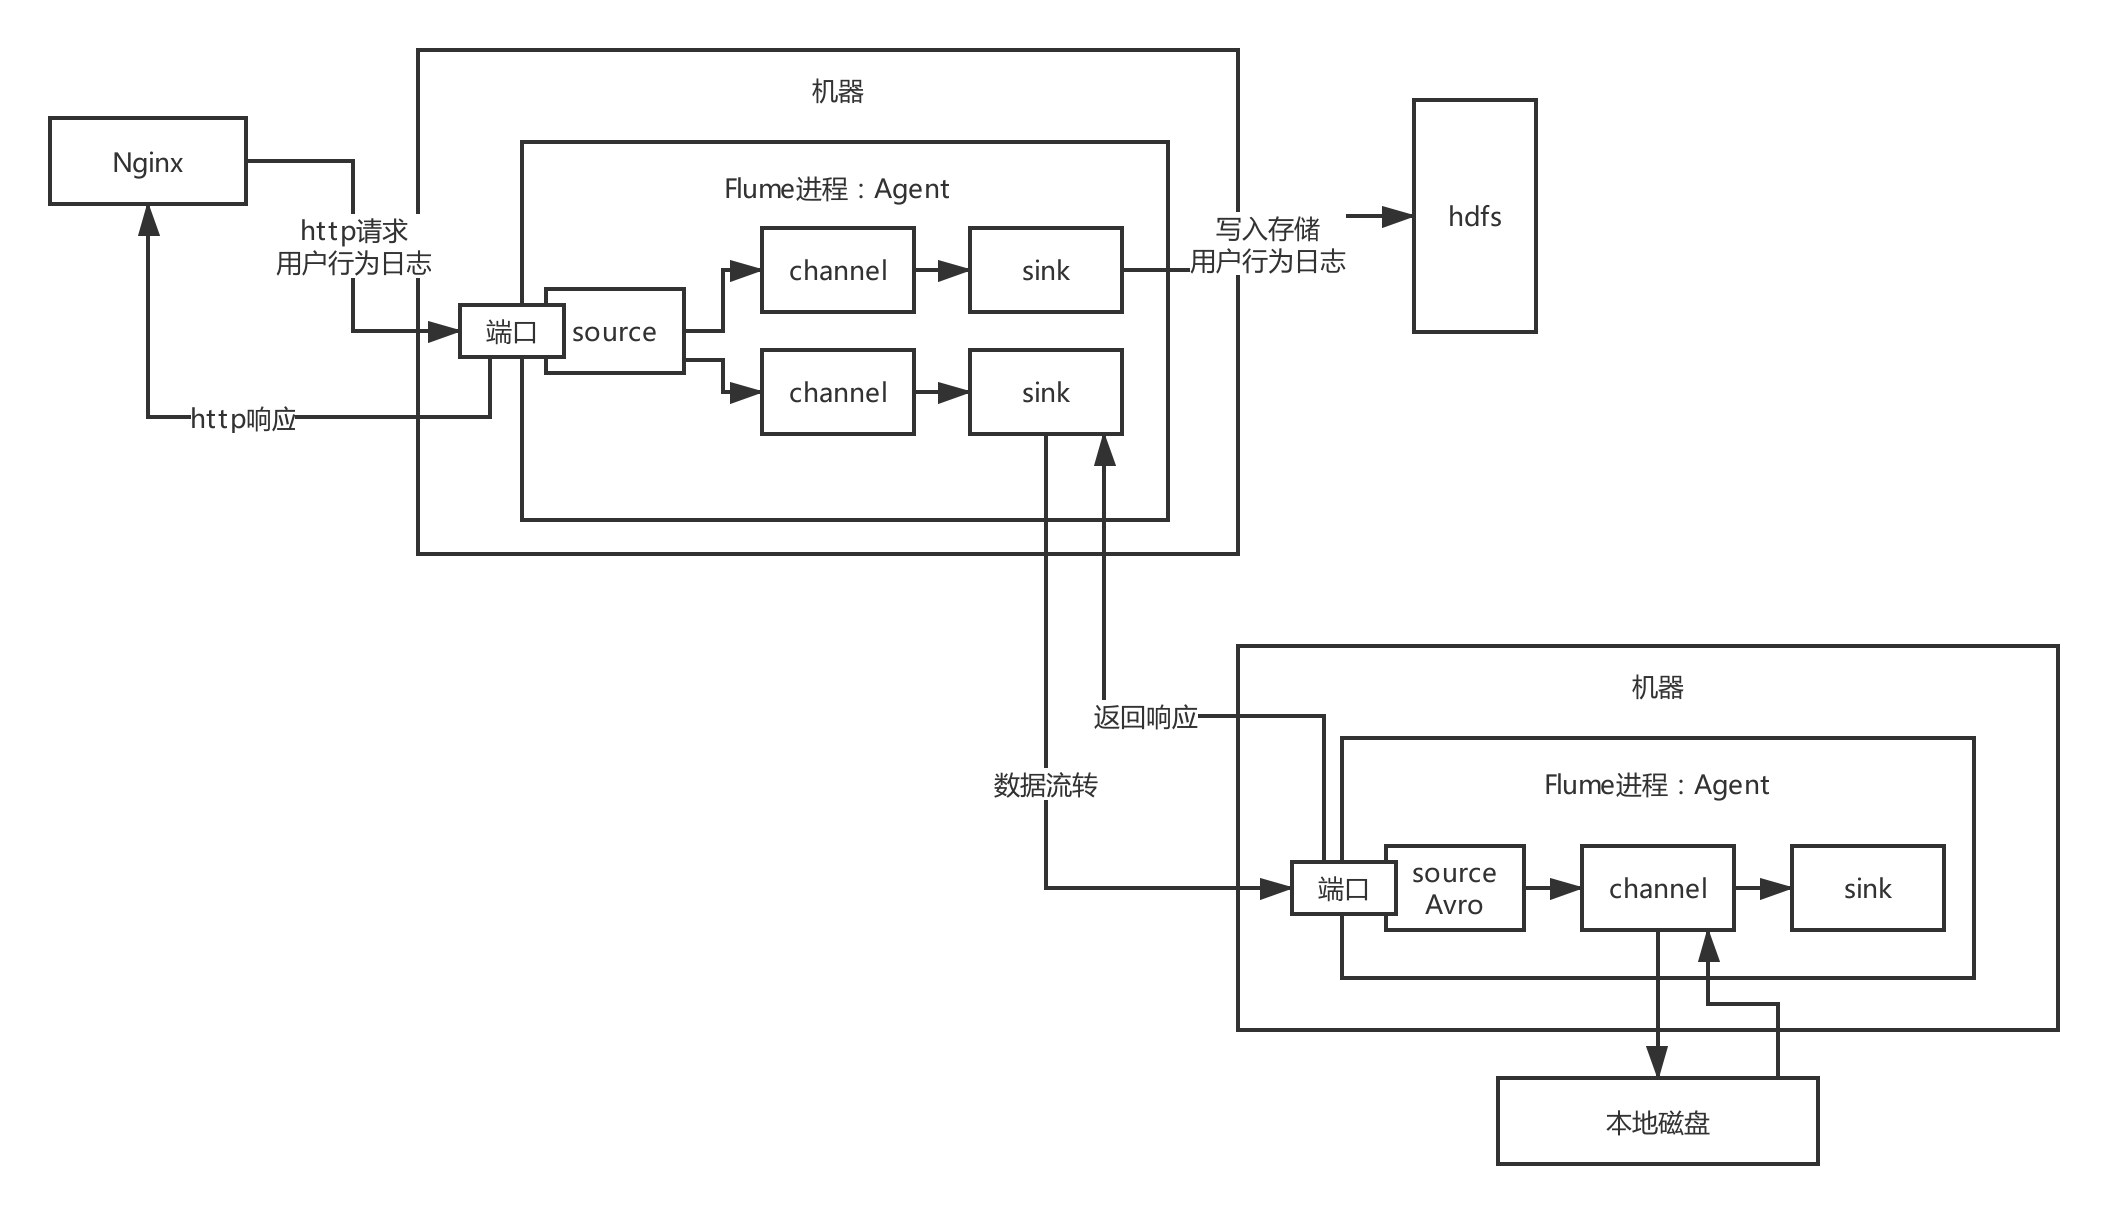 机器
Nginx
Flume进程：Agent
http请求
用户行为日志
写入存储
用户行为日志
hdfs
channel
sink
端口
source
channel
sink
http响应
机器
返回响应
数据流转
Flume进程：Agent
端口
source
Avro
channel
sink
本地磁盘